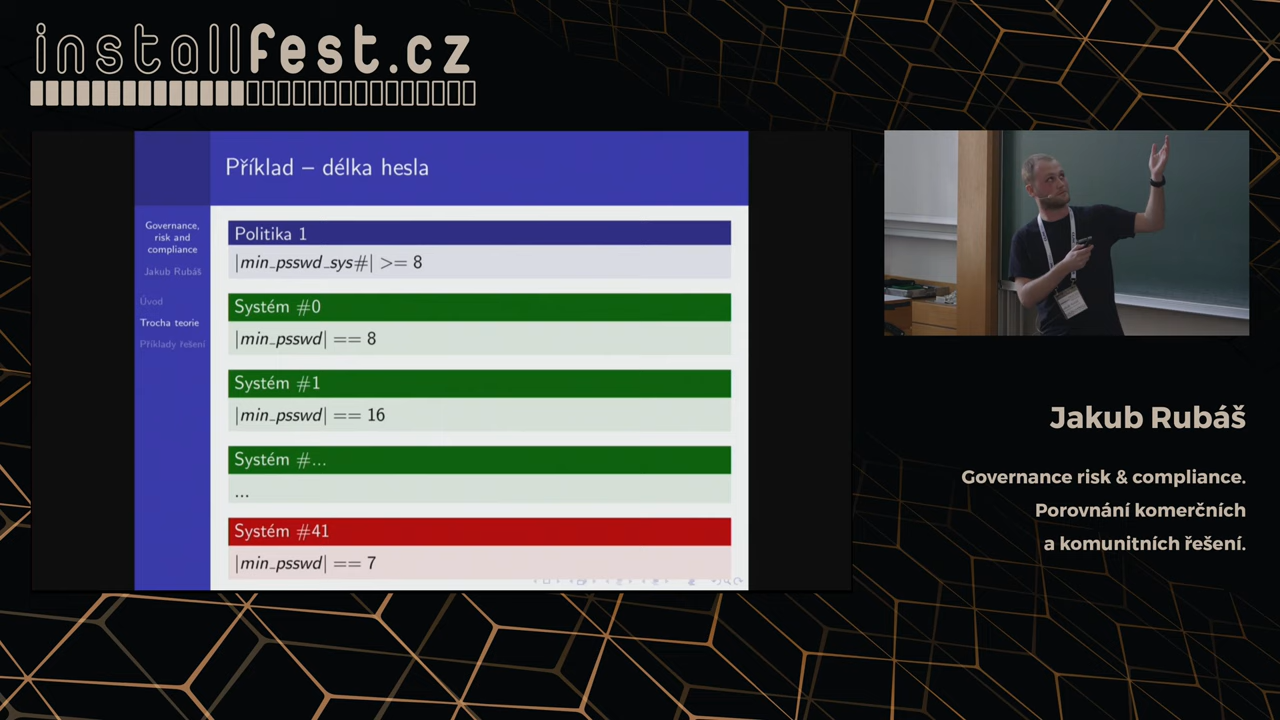 installfest.cz
Příklad – délka hesla
Governance,
risk and
compliance
Jakub Rubáš
Úvod
Trocha teorie
Příklady řešení
Politika 1
|min_psswd_sys#| >= 8
Systém #0
|min_psswd| == 8
Systém #1
|min_psswd| == 16
Systém #...
...
Systém #41
|min_psswd| == 7
Jakub Rubáš
Governance risk & compliance.
Porovnání komerčních
a komunitních řešení.